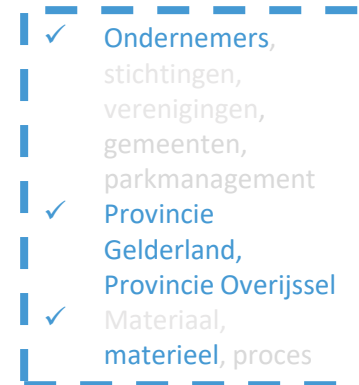 ✓ Ondernemers,
stichtingen,
verenigingen,
gemeenten,
parkmanagement
✓ Provincie
Gelderland,
Provincie Overijssel
✓ Materiaal,
materieel, proces